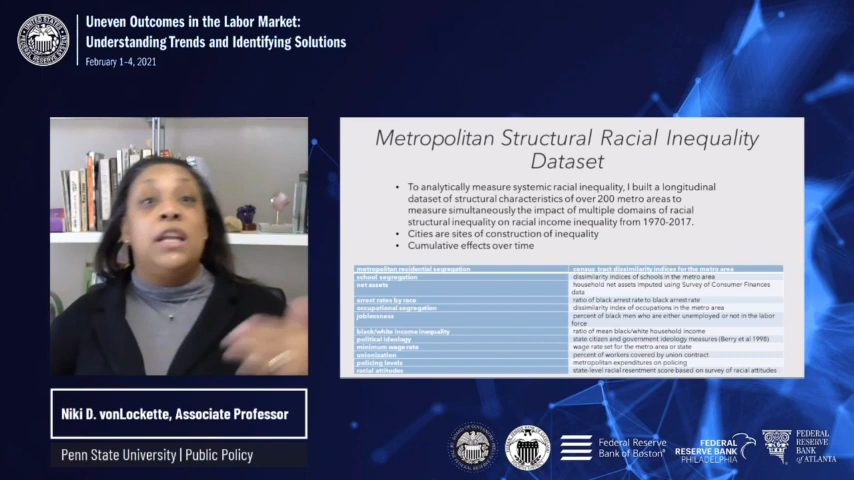 Uneven Outcomes in the Labor Market:
Understanding Trends and Identifying Solutions
February 1-4, 2021
Metropolitan Structural Racial Inequality
Dataset
• To analytically measure systemic racial inequality, I built a longitudinal
dataset of structural characteristics of over 200 metro areas to
measure simultaneously the impact of multiple domains of racial
structural inequality on racial income inequality from 1970-2017.
• Cities are sites of construction of inequality
• Cumulative effects over time
metropolitan residential segregation census tract dissimilarity indices for the metro area
school segregation dissimilarity indices of schools in the metro area
net assets household net assets imputed using Survey of Consumer Finances
data
arrest rates by race ratio of black arrest rate to black arrest rate
occupational segregation dissimilarity index of occupations in the metro area
joblessness percent of black men who are either unemployed or not in the labor
force
black/white income inequality ratio of mean black/white household income
political ideology state citizen and government ideology measures (Berry et al 1998)
minimum wage rate wage rate set for the metro area or state
unionization percent of workers covered by union contract
policing levels metropolitan expenditures on policing
racial attitudes state-level racial resentment score based on survey of racial attitudes
Niki D. vonLockette, Associate Professor
Penn State University | Public Policy
Federal Reserve
Bank of Boston
FEDERAL
RESERVE BANK
PHILADELPHIA
FEDERAL
RESERVE
BANK
of ATLANTA